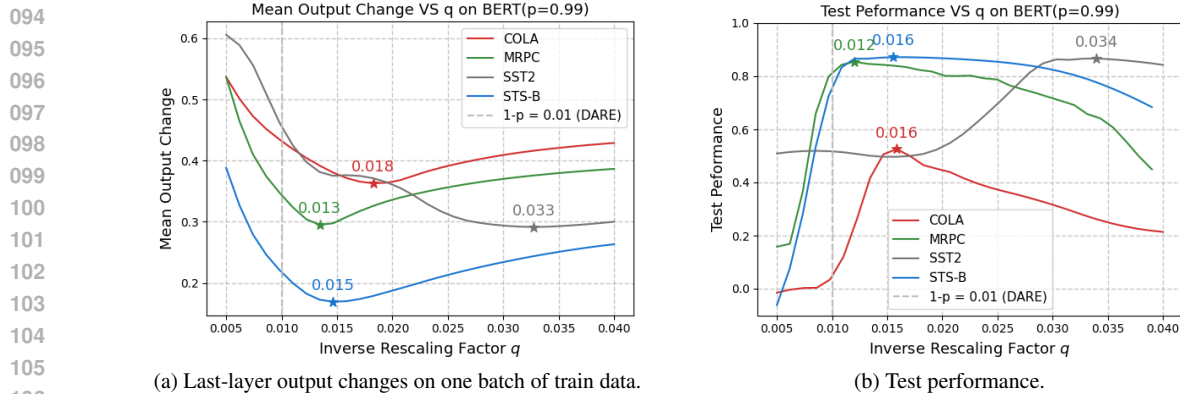 094
095
096
097
098
099
100
101
102
103
104
105
Mean Output Change VS q on BERT(p=0.99)
Mean Output Change
0.6
0.5
0.4
0.3
0.2
COLA
MRPC
SST2
STS-B
1-p = 0.01 (DARE)
0.018
0.013
0.033
0.015
0.005 0.010 0.015 0.020 0.025 0.030 0.035 0.040
Inverse Rescaling Factor q
(a) Last-layer output changes on one batch of train data.
Test Peformance VS q on BERT(p=0.99)
Test Peformance
1.0
0.8
0.6
0.4
0.2
0.0
0.012
0.016
0.034
0.016
COLA
MRPC
SST2
STS-B
1-p = 0.01 (DARE)
0.005 0.010 0.015 0.020 0.025 0.030 0.035 0.040
Inverse Rescaling Factor q
(b) Test performance.